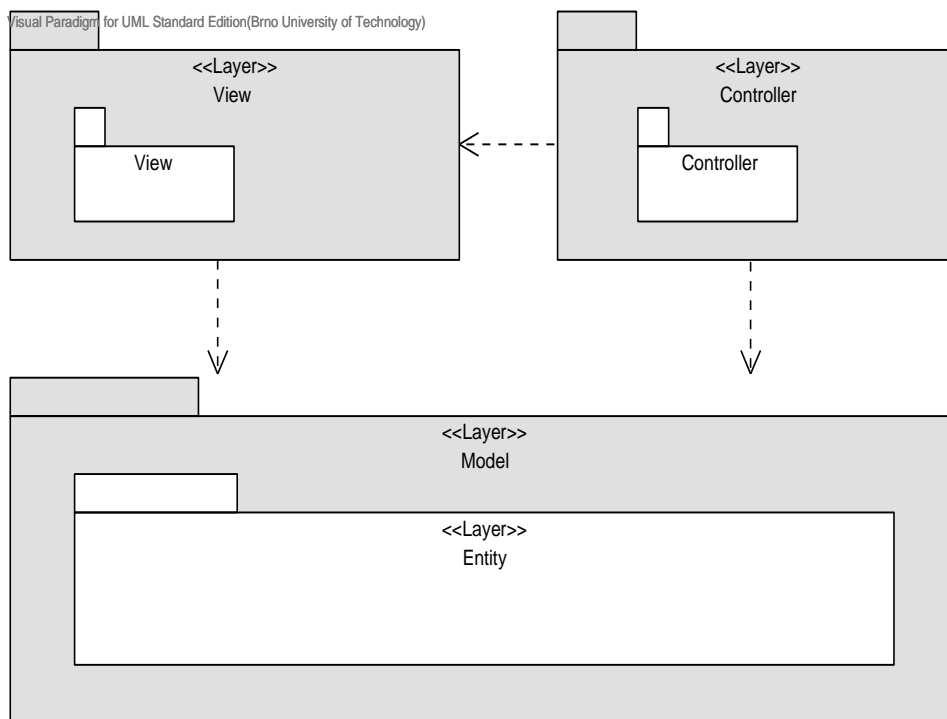 Visual Paradigm for UML Standard Edition(Brno University of Technology)
<<Layer>>
View
View
<<Layer>>
Controller
Controller
<<Layer>>
Model
<<Layer>>
Entity